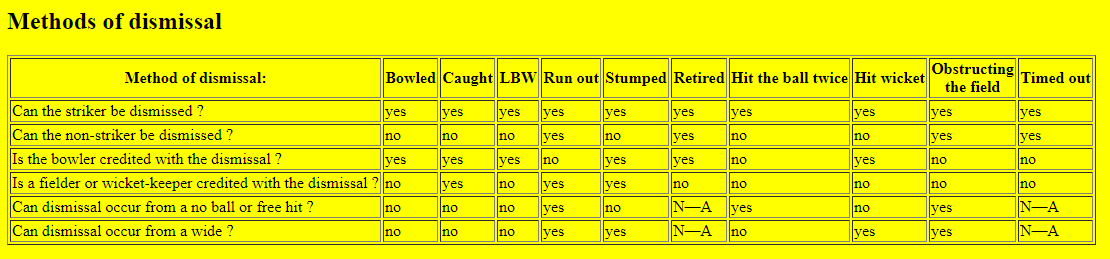 Methods of dismissal
Method of dismissal: Bowled Caught LBW Run out Stumped Retired Hit the ball twice Hit wicket Obstructing the field Timed out
Can the striker be dismissed ? yes yes yes yes yes yes yes yes yes yes
Can the non-striker be dismissed ? no no no yes no yes no no yes yes
Is the bowler credited with the dismissal ? yes yes yes no yes yes no yes no no
Is a fielder or wicket-keeper credited with the dismissal ? no yes no yes yes no no no no no
Can dismissal occur from a no ball or free hit ? no no no yes no N—A yes no yes N—A
Can dismissal occur from a wide ? no no no yes yes N—A no yes yes N—A